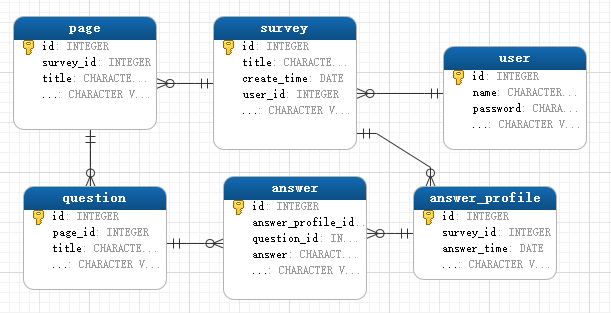 page
id: INTEGER
survey_id: INTEGER
title: CHARACTE...
...: CHARACTER V...
survey
id: INTEGER
title: CHARACTE...
create_time: DATE
user_id: INTEGER
...: CHARACTER V...
user
id: INTEGER
name: CHARACTER...
password: CHARA...
...: CHARACTER V...
question
id: INTEGER
page_id: INTEGER
title: CHARACTE...
...: CHARACTER V...
answer
id: INTEGER
answer_profile_id...
question_id: IN...
answer: CHARACT...
...: CHARACTER V...
answer_profile
id: INTEGER
survey_id: INTEGER
answer_time: DATE
...: CHARACTER V...